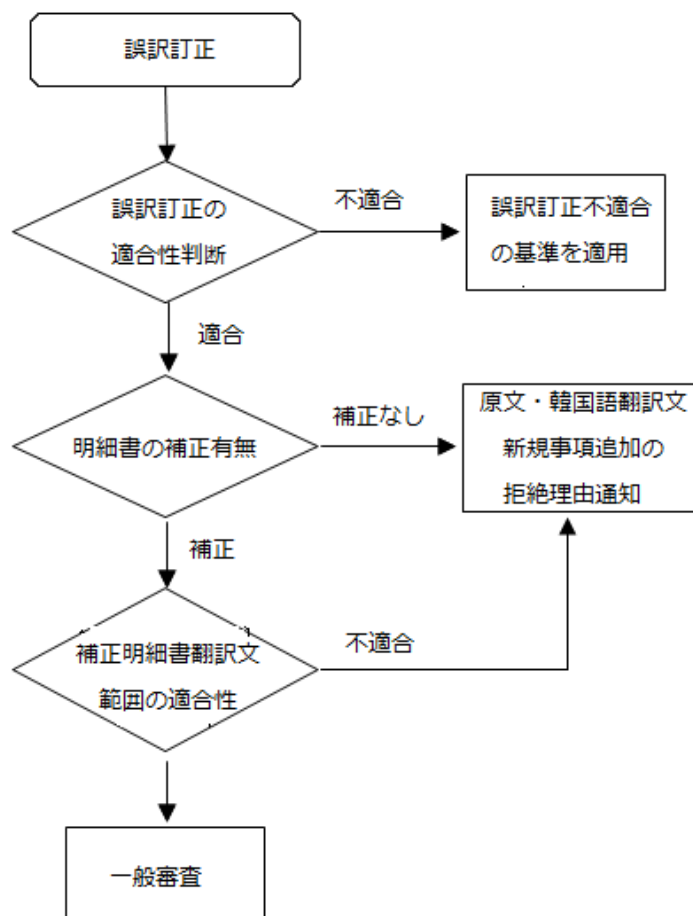 誤訳訂正
誤訳訂正の
適合性判断
不適合
誤訳訂正不適合
の基準を適用
適合
明細書の補正有無
補正なし
原文・韓国語翻訳文
新規事項追加の
拒絶理由通知
補正
補正明細書翻訳文
範囲の適合性
不適合
一般審査